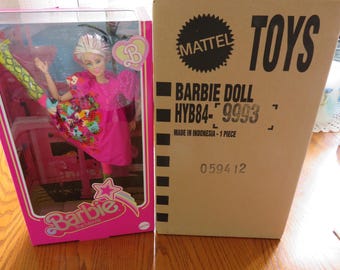 B
Barbie
MATTEL
TOYS
BARBIE DOLL
HYB84-9993
MADE IN INDONESIA - 1 PIECE
059412